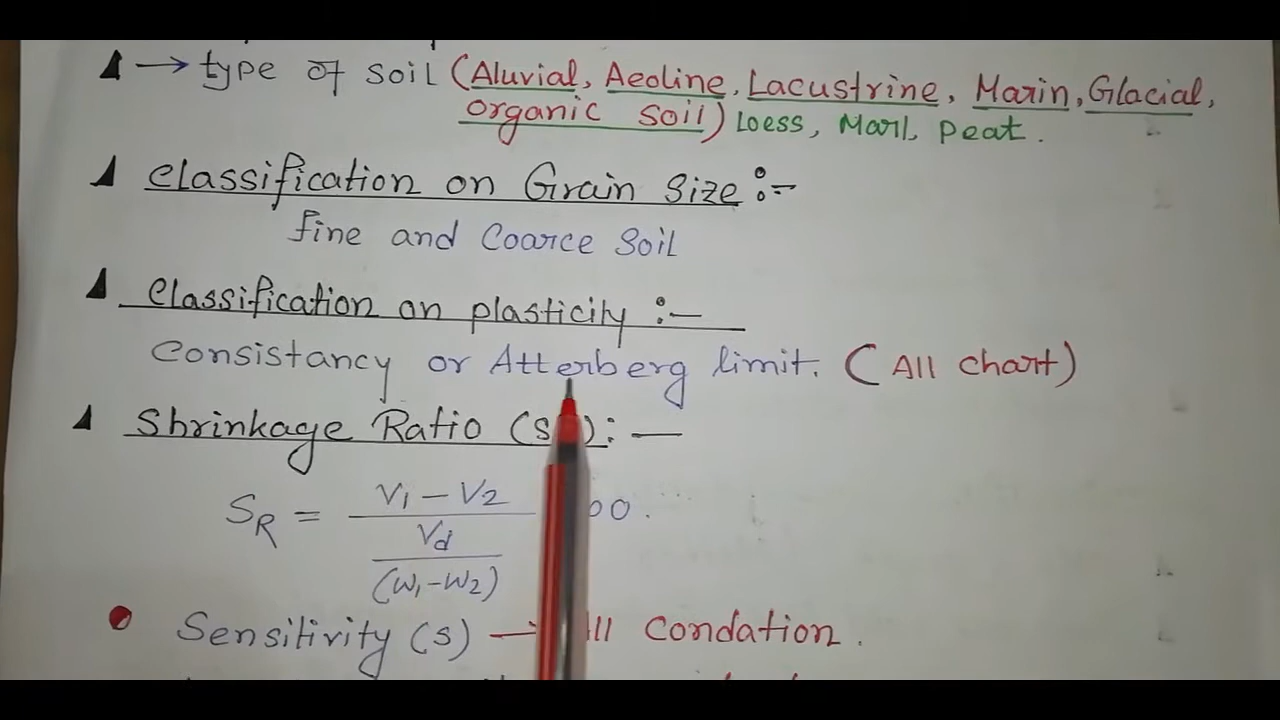 → type of soil (Aluvial, Aeoline, Lacustrine, Marin, Glacial,
organic soil) Loess, Marl, peat.
Classification on Grain Size :-
fine and Coarce Soil
Classification on plasticity :-
Consistancy or Atterberg limit. (All chart)
Shrinkage Ratio (S ) : —
SR = V1 - V2
Vd
(W1-W2)
00.
Sensitivity (S) → All Condation.